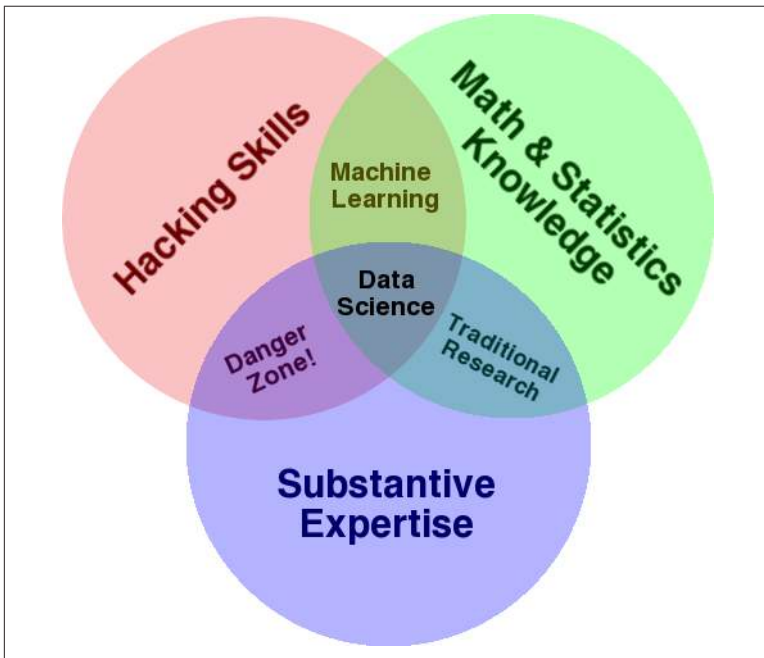 Hacking Skills
Math & Statistics
Knowledge
Machine
Learning
Data
Science
Danger
Zone!
Traditional
Research
Substantive
Expertise